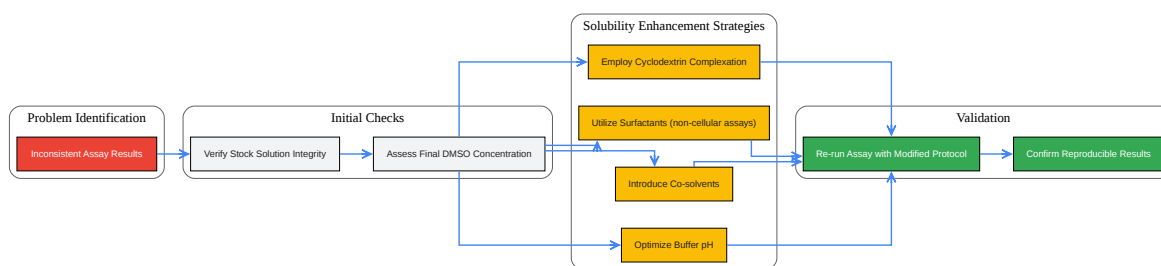 Solubility Enhancement Strategies
Employ Cyclodextrin Complexation
Problem Identification
Initial Checks
Utilize Surfactants (non-cellular assays)
Validation
Inconsistent Assay Results
Verify Stock Solution Integrity
Assess Final DMSO Concentration
Re-run Assay with Modified Protocol
Confirm Reproducible Results
Introduce Co-solvents
Optimize Buffer pH